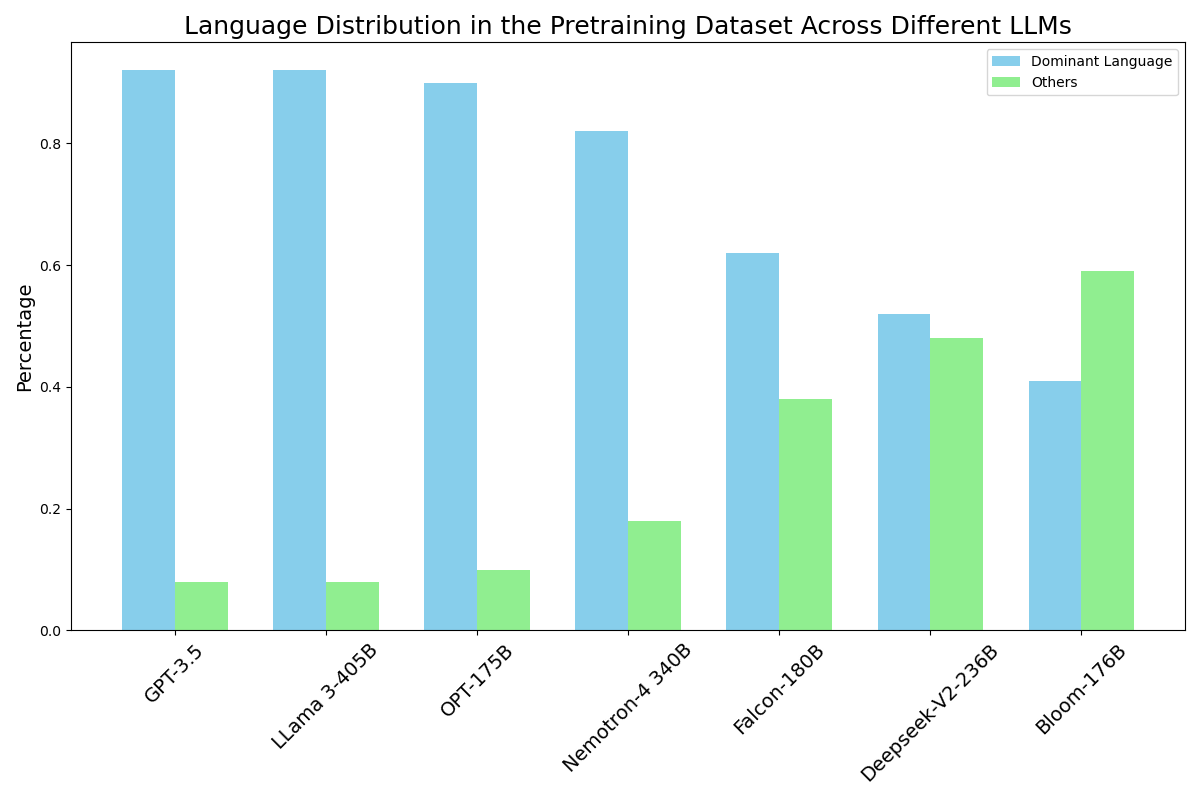 Language Distribution in the Pretraining Dataset Across Different LLMs
Dominant Language
Others
Percentage
0.8
0.6
0.4
0.2
0.0
GPT-3.5
LLama 3-405B
OPT-175B
Nemotron-4 340B
Falcon-180B
Deepseek-V2-236B
Bloom-176B